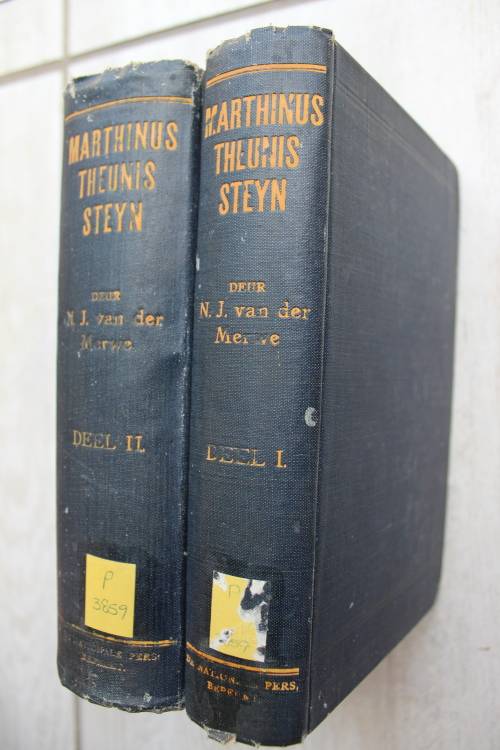 MARTHINUS
THEUNIS
STEYN
DEUR
N. J. van der
Merwe
DEEL II.
P
3859
PERS.
MARTHINUS
THEUNIS
STEYN
DEUR
N. J. van der
Merwe
DEEL I.
P
PERS,